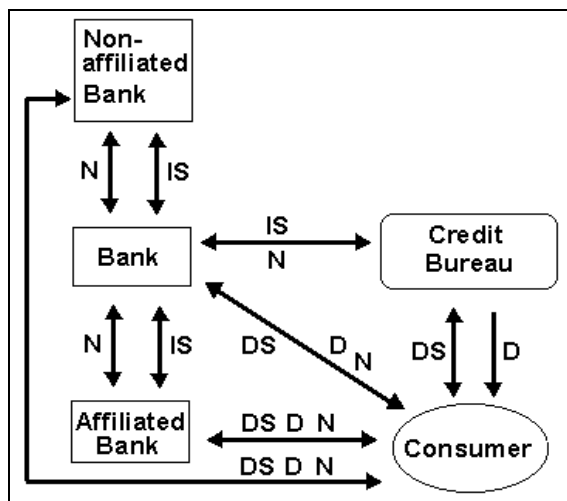 Non-
affiliated
Bank
N
IS
IS
N
Bank
Credit
Bureau
N
IS
DS
D
N
DS
D
Affiliated
Bank
DS D N
DS D N
Consumer